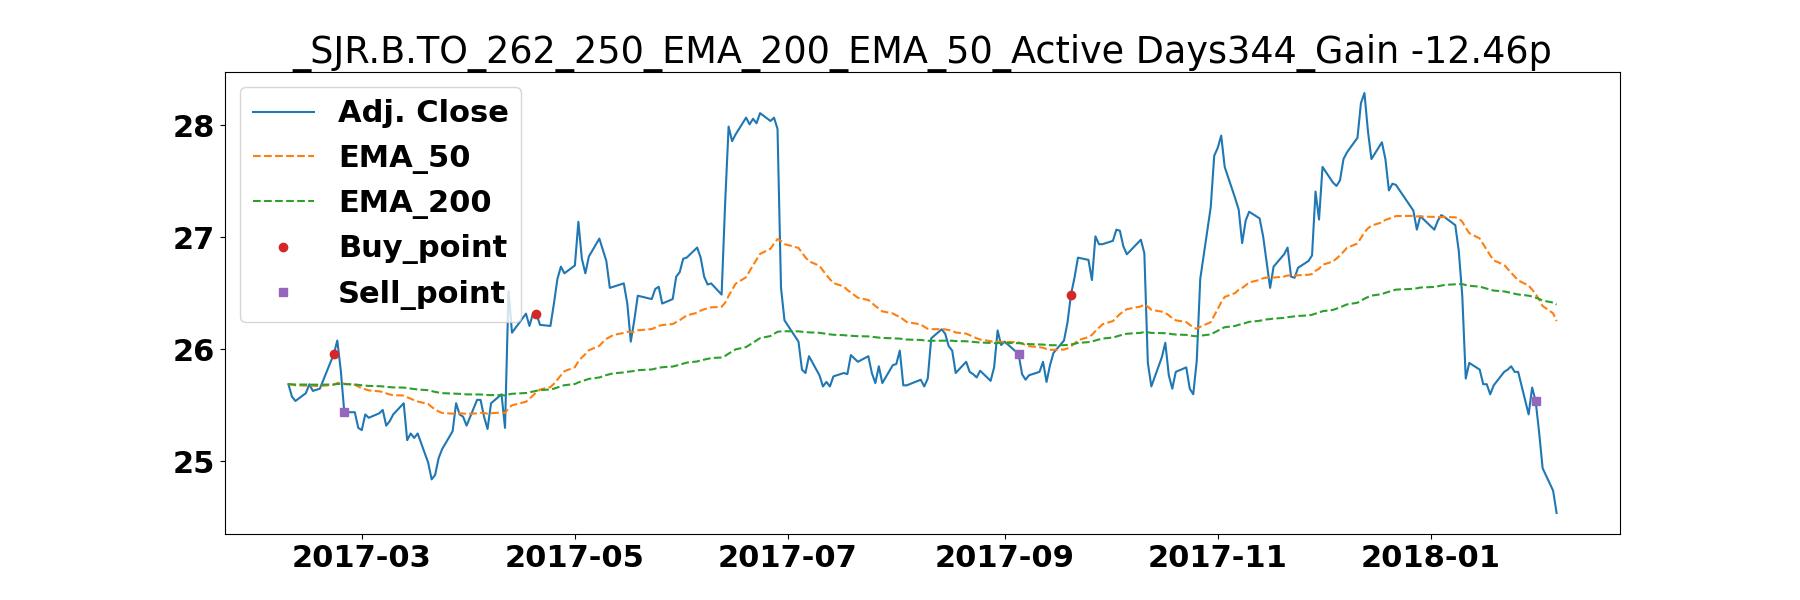 _SJR.B.TO_262_250_EMA_200_EMA_50_Active Days344_Gain -12.46p
Adj. Close
EMA_50
EMA_200
Buy_point
Sell_point
28
27
26
25
2017-03 2017-05 2017-07 2017-09 2017-11 2018-01